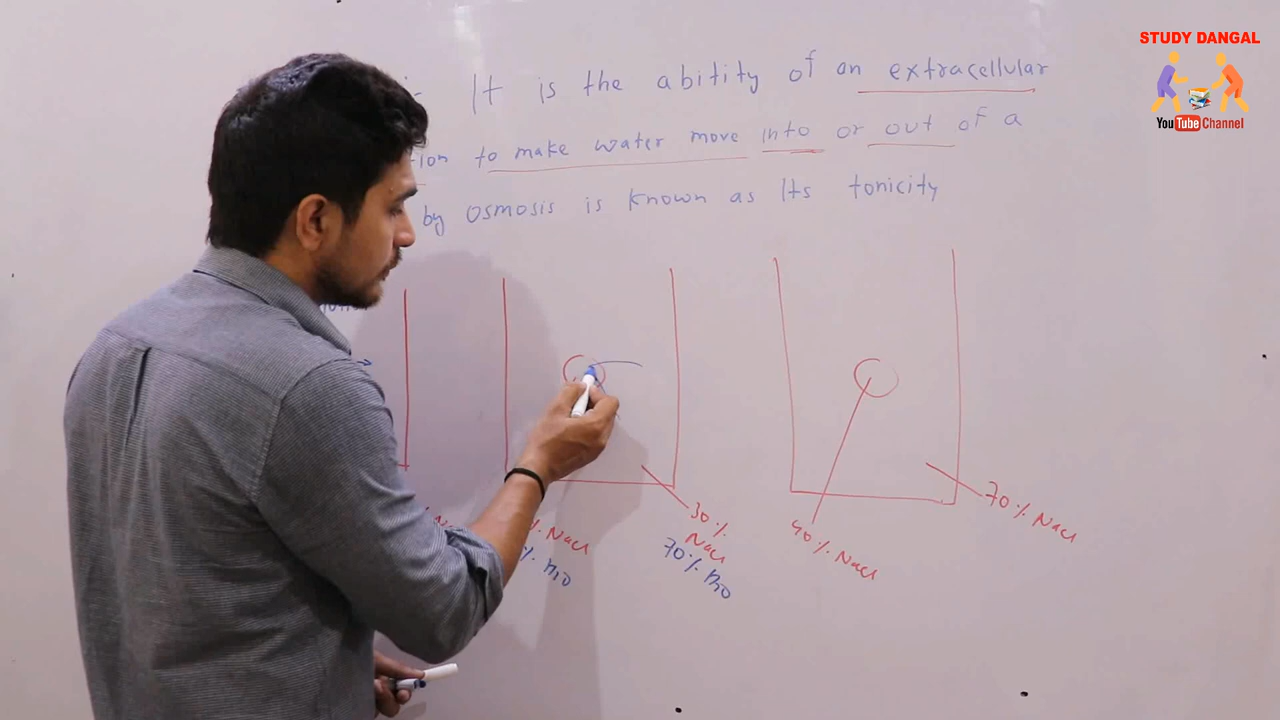 STUDY DANGAL
YouTube Channel
It is the abitity of an extracellular
tion to make water move into or out of a
by osmosis is known as Its tonicity
% NaCl
% H2O
30% NaCl
70% H2O
40% NaCl
70% NaCl